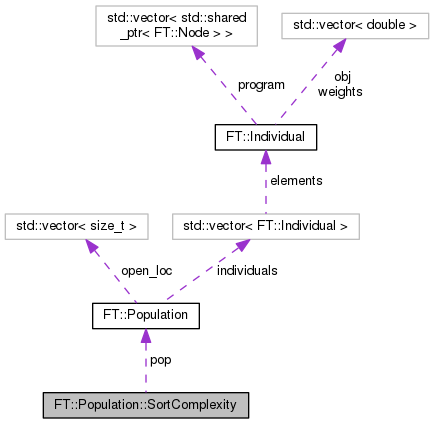 std::vector< std::shared
_ptr< FT::Node > >
std::vector< double >
program
obj
weights
FT::Individual
elements
std::vector< size_t >
std::vector< FT::Individual >
open_loc
individuals
FT::Population
pop
FT::Population::SortComplexity